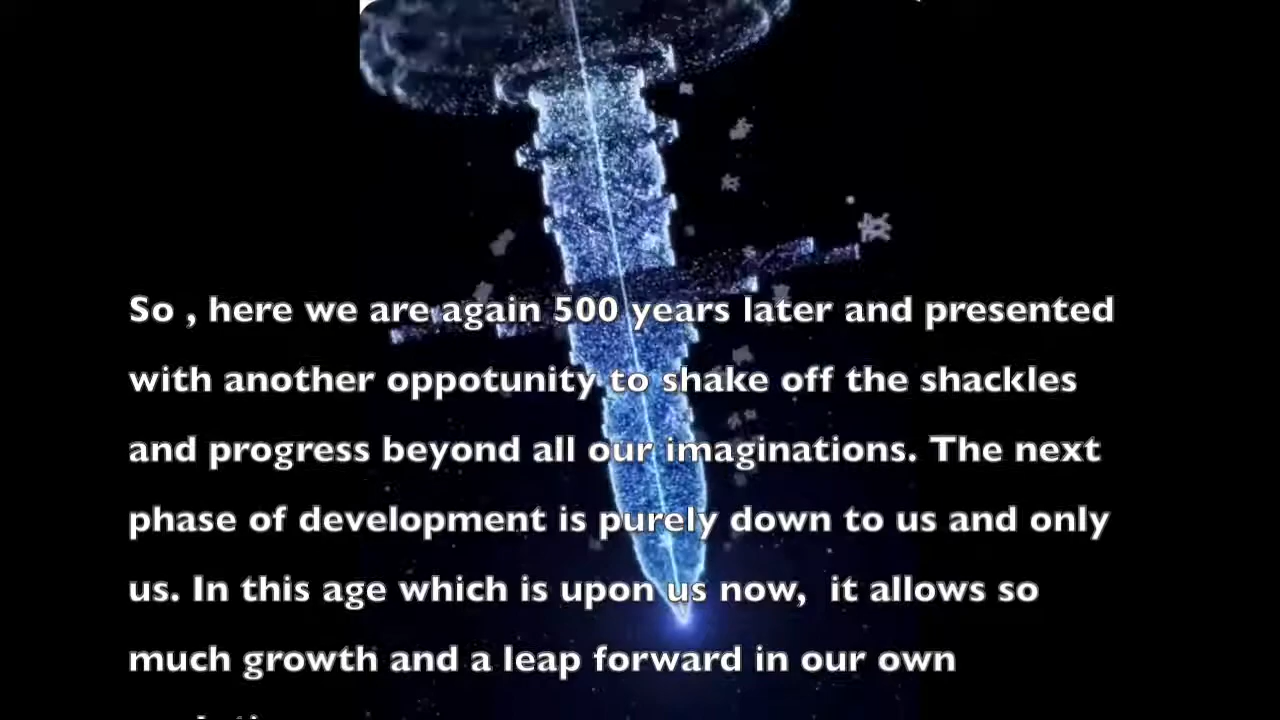 So , here we are again 500 years later and presented
with another oppotunity to shake off the shackles
and progress beyond all our imaginations. The next
phase of development is purely down to us and only
us. In this age which is upon us now,  it allows so
much growth and a leap forward in our own